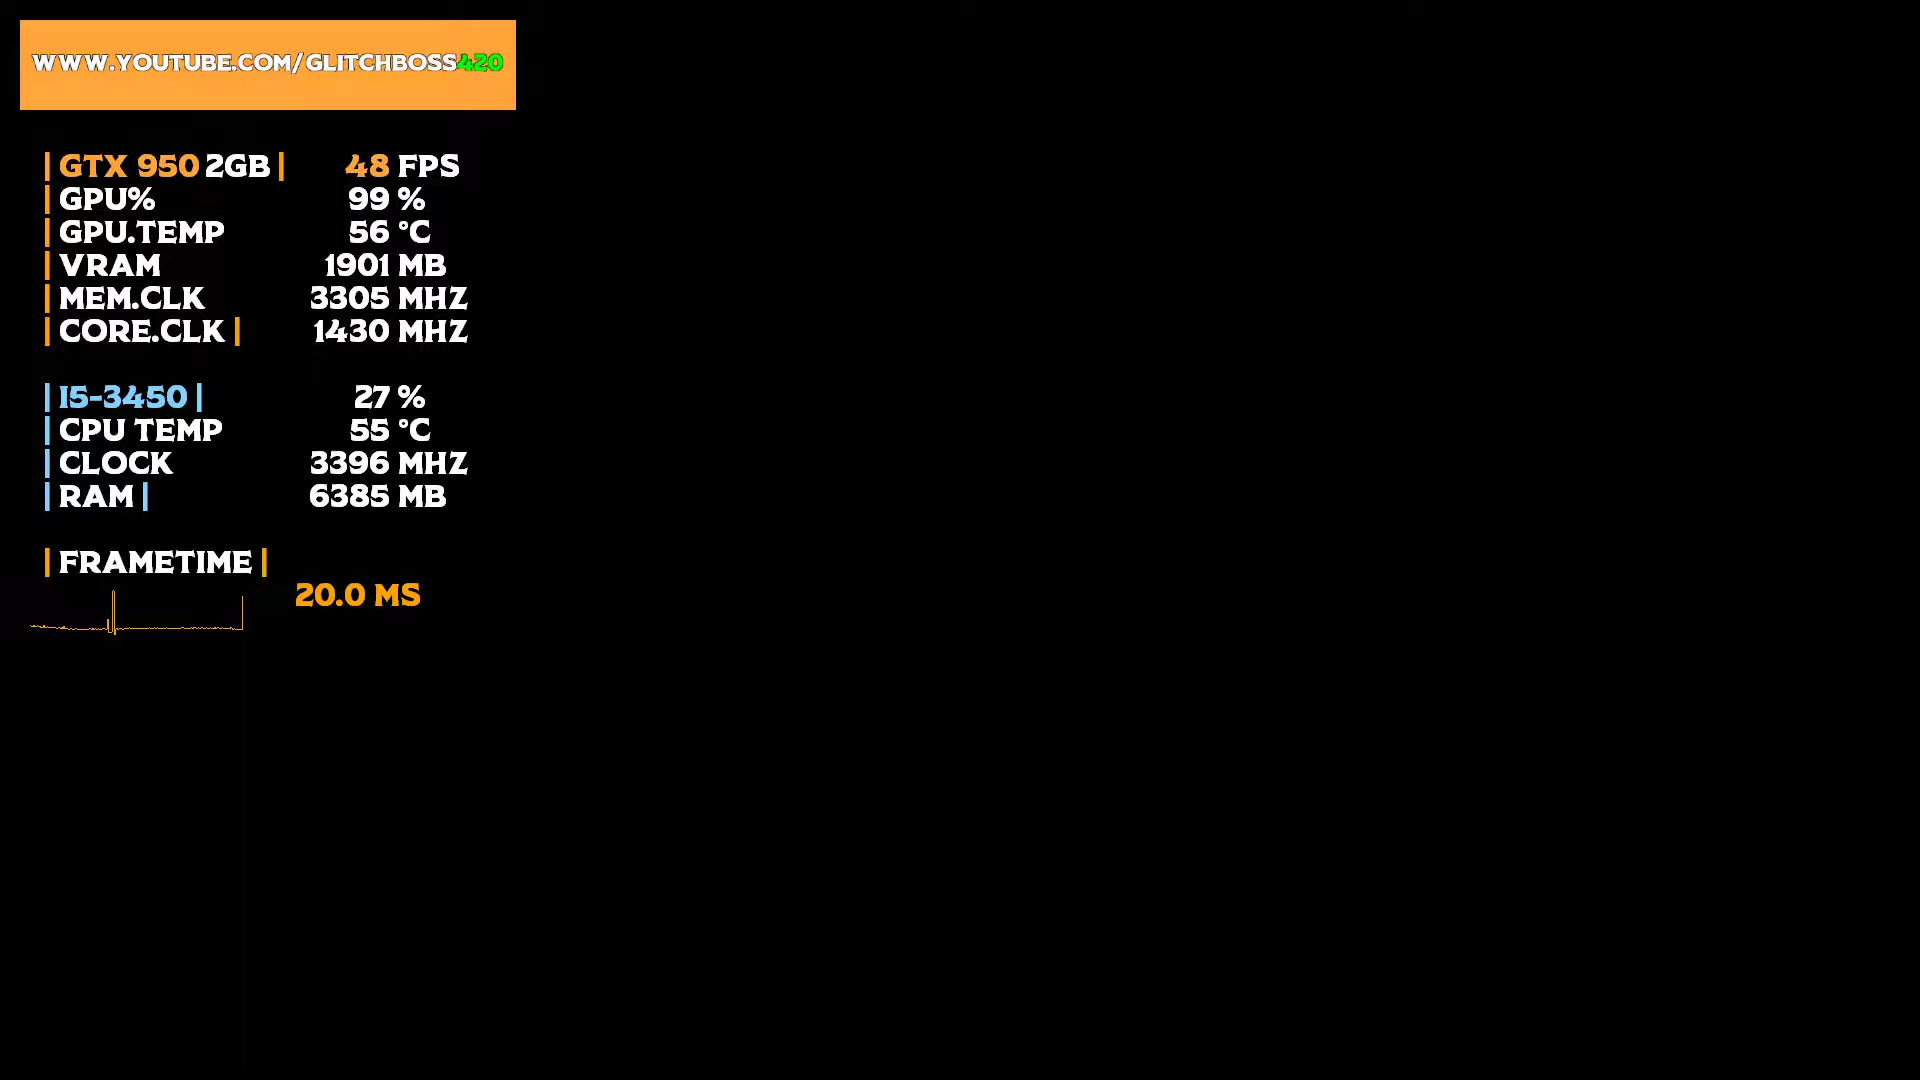 WWW.YOUTUBE.COM/GLITCHBOSS420
| GTX 950 2GB | 48 FPS
| GPU% 99 %
| GPU.TEMP 56 °C
| VRAM 1901 MB
| MEM.CLK 3305 MHZ
| CORE.CLK | 1430 MHZ
| I5-3450 | 27 %
| CPU TEMP 55 °C
| CLOCK 3396 MHZ
| RAM | 6385 MB
| FRAMETIME |
20.0 MS